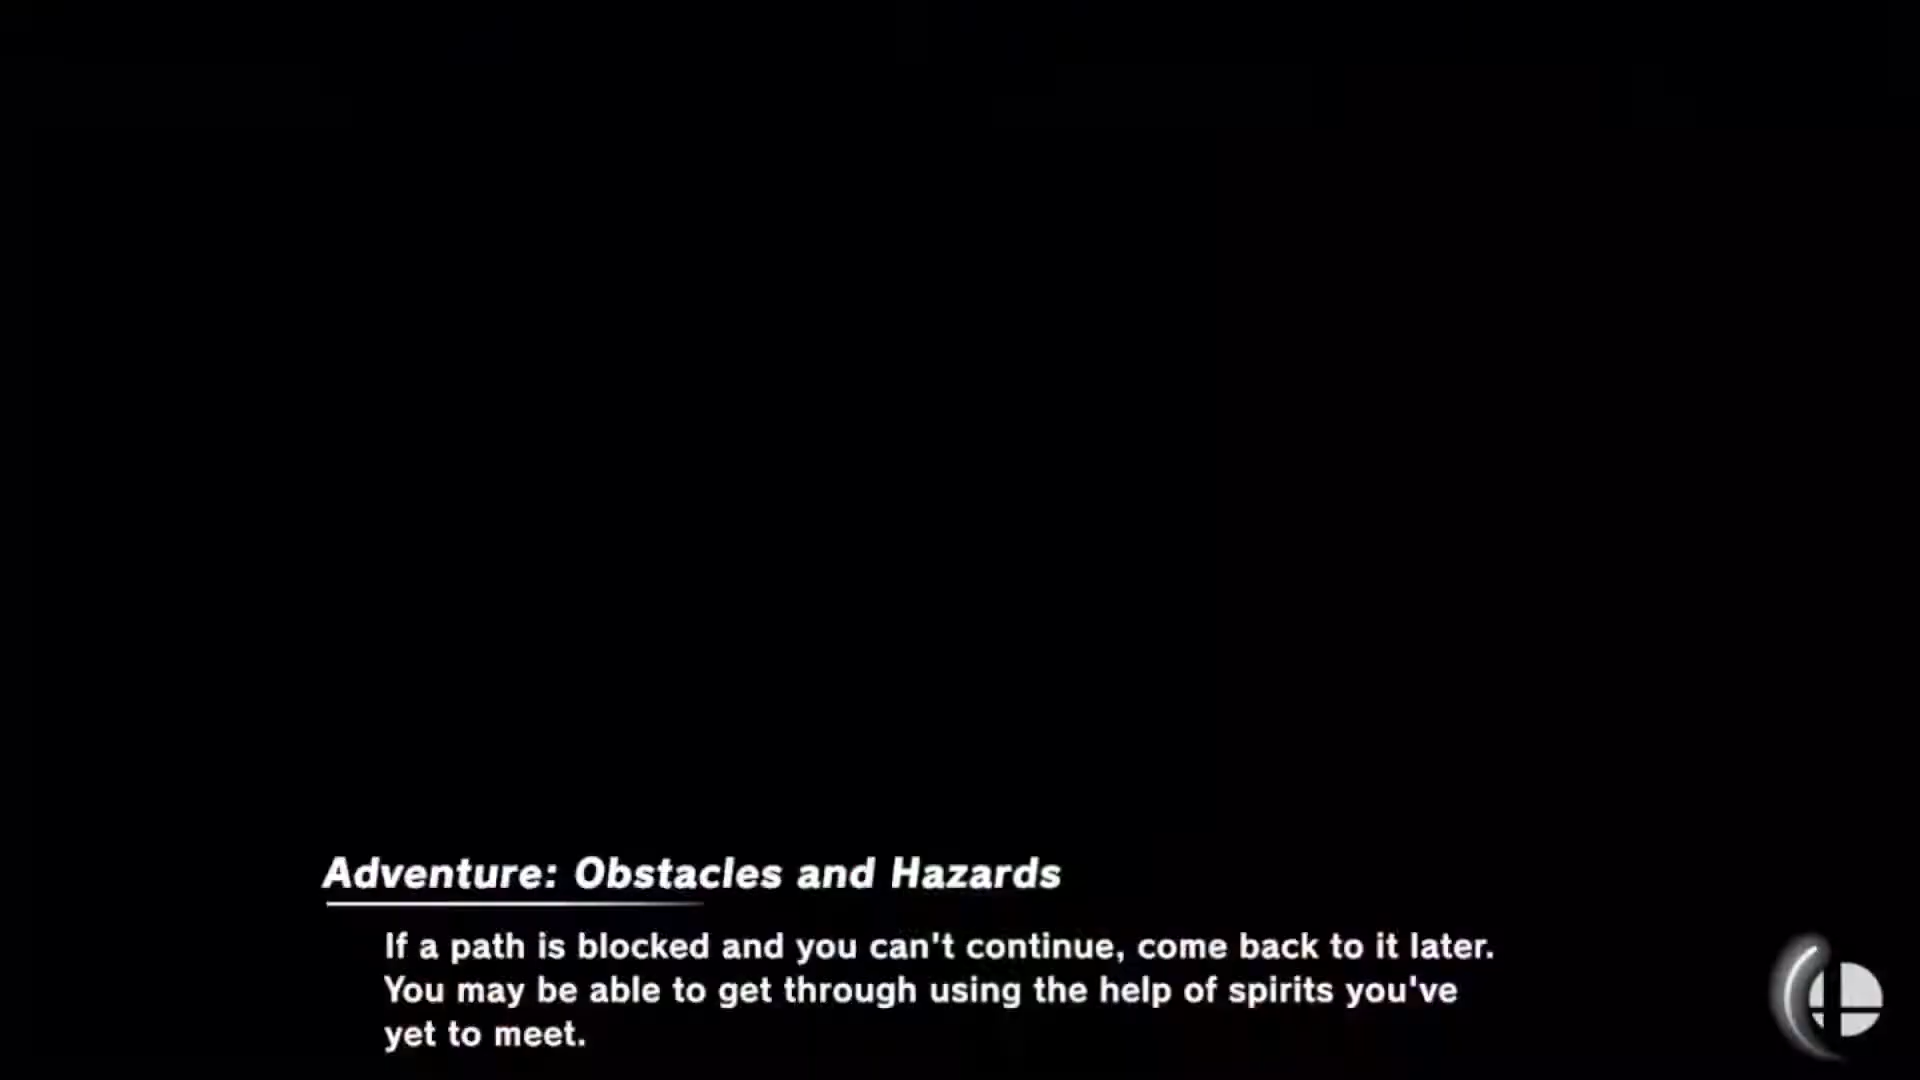 Adventure: Obstacles and Hazards
If a path is blocked and you can't continue, come back to it later.
You may be able to get through using the help of spirits you've
yet to meet.